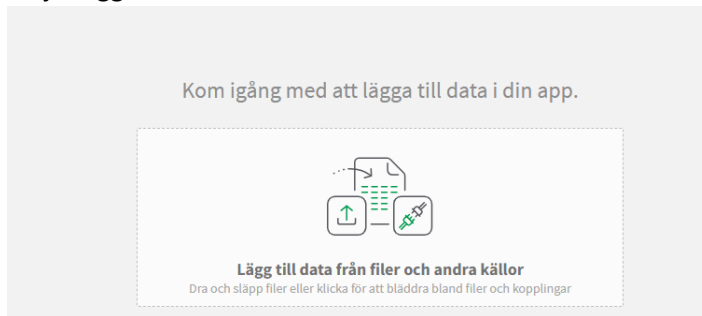 Kom igång med att lägga till data i din app.
Lägg till data från filer och andra källor
Dra och släpp filer eller klicka för att bläddra bland filer och kopplingar